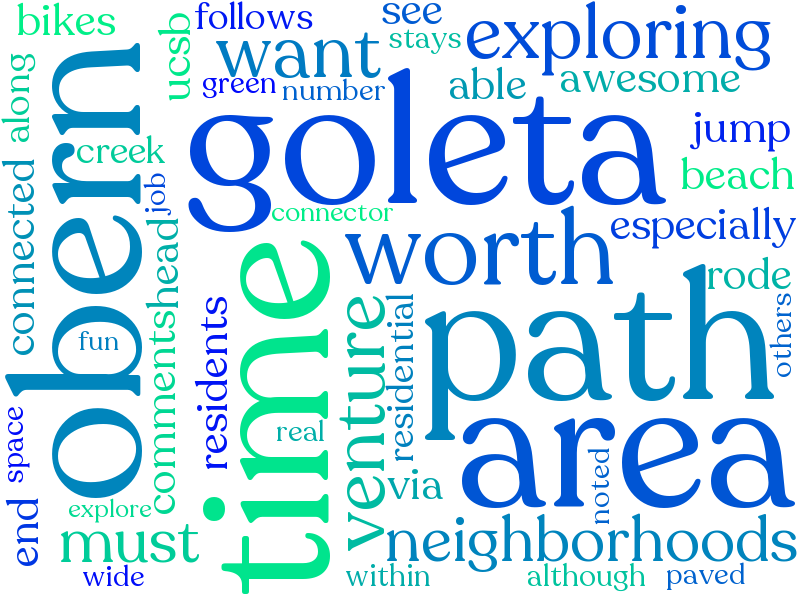 bikes
follows
see
stays
exploring
ucsb
want
green
number
able
awesome
along
obern
goleta
jump
creek
beach
connected
job
connector
especially
head
worth
rode
time
path
others
comments
residents
venture
residential
fun
area
space
real
noted
via
end
explore
must
neighborhoods
wide
within
although
paved